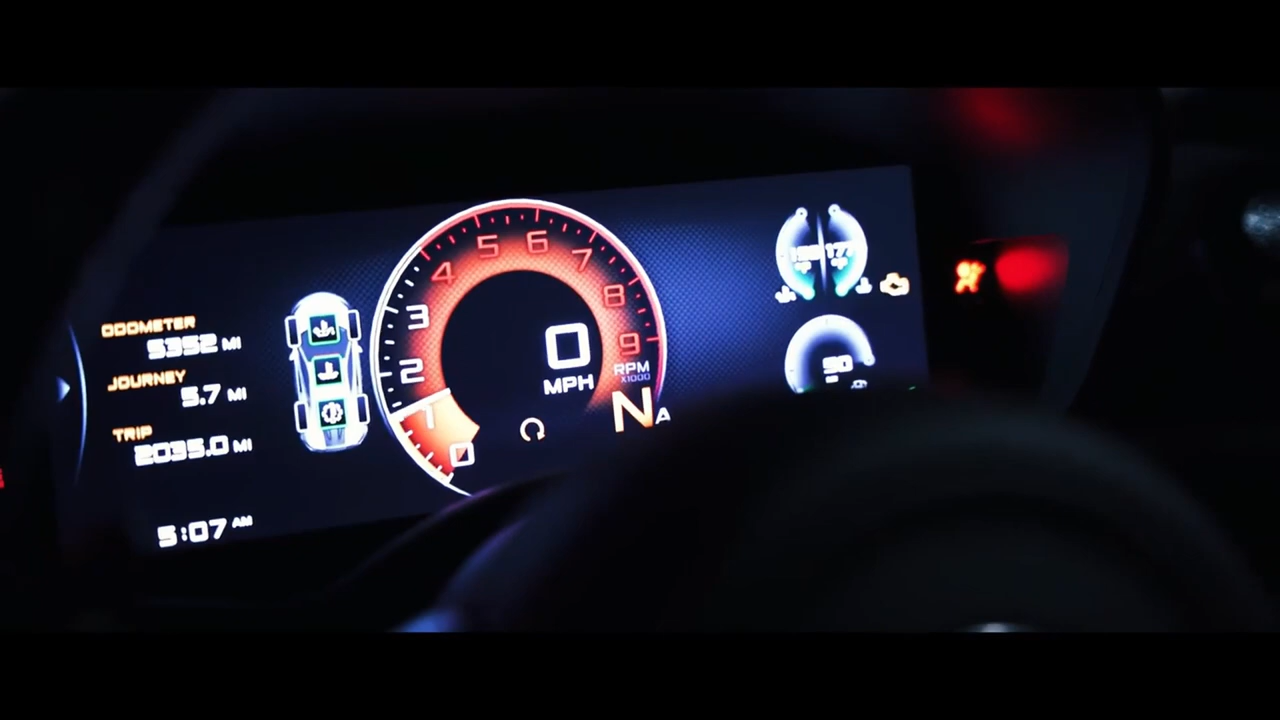 ODOMETER
5352 MI
JOURNEY
5.7 MI
TRIP
2035.0 MI
5:07 AM
0
1
2
3
4
5
6
7
8
9
0
MPH
RPM
X1000
N A
177
°F